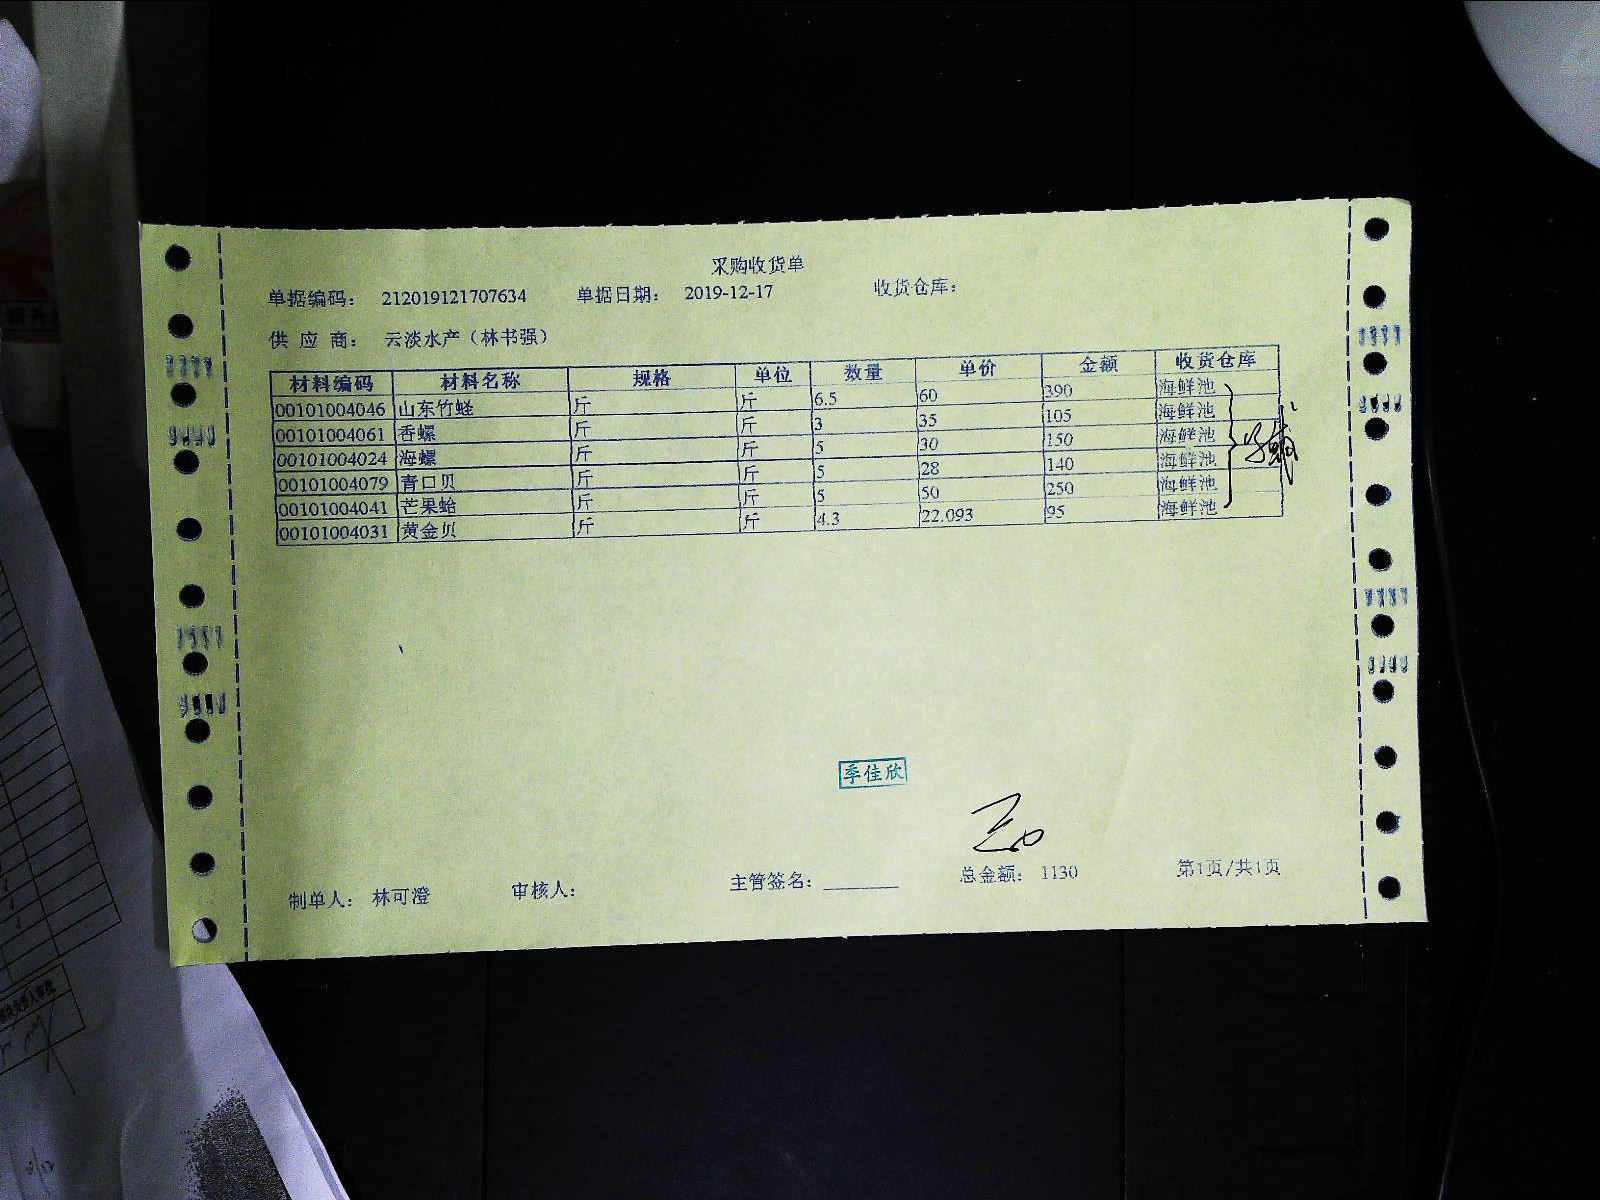 采购收货单
单据编码： 212019121707634 单据日期： 2019-12-17 收货仓库：
供 应 商： 云淡水产（林书强）
材料编码 材料名称 规格 单位 数量 单价 金额 收货仓库
00101004046 山东竹蛏 斤 斤 6.5 60 390 海鲜池
00101004061 香螺 斤 斤 3 35 105 海鲜池
00101004024 海螺 斤 斤 5 30 150 海鲜池
00101004079 青口贝 斤 斤 5 28 140 海鲜池
00101004041 芒果蛤 斤 斤 5 50 250 海鲜池
00101004031 黄金贝 斤 斤 4.3 22.093 95 海鲜池
季佳欣
制单人： 林可澄 审核人： 主管签名： 总金额： 1130 第1页/共1页